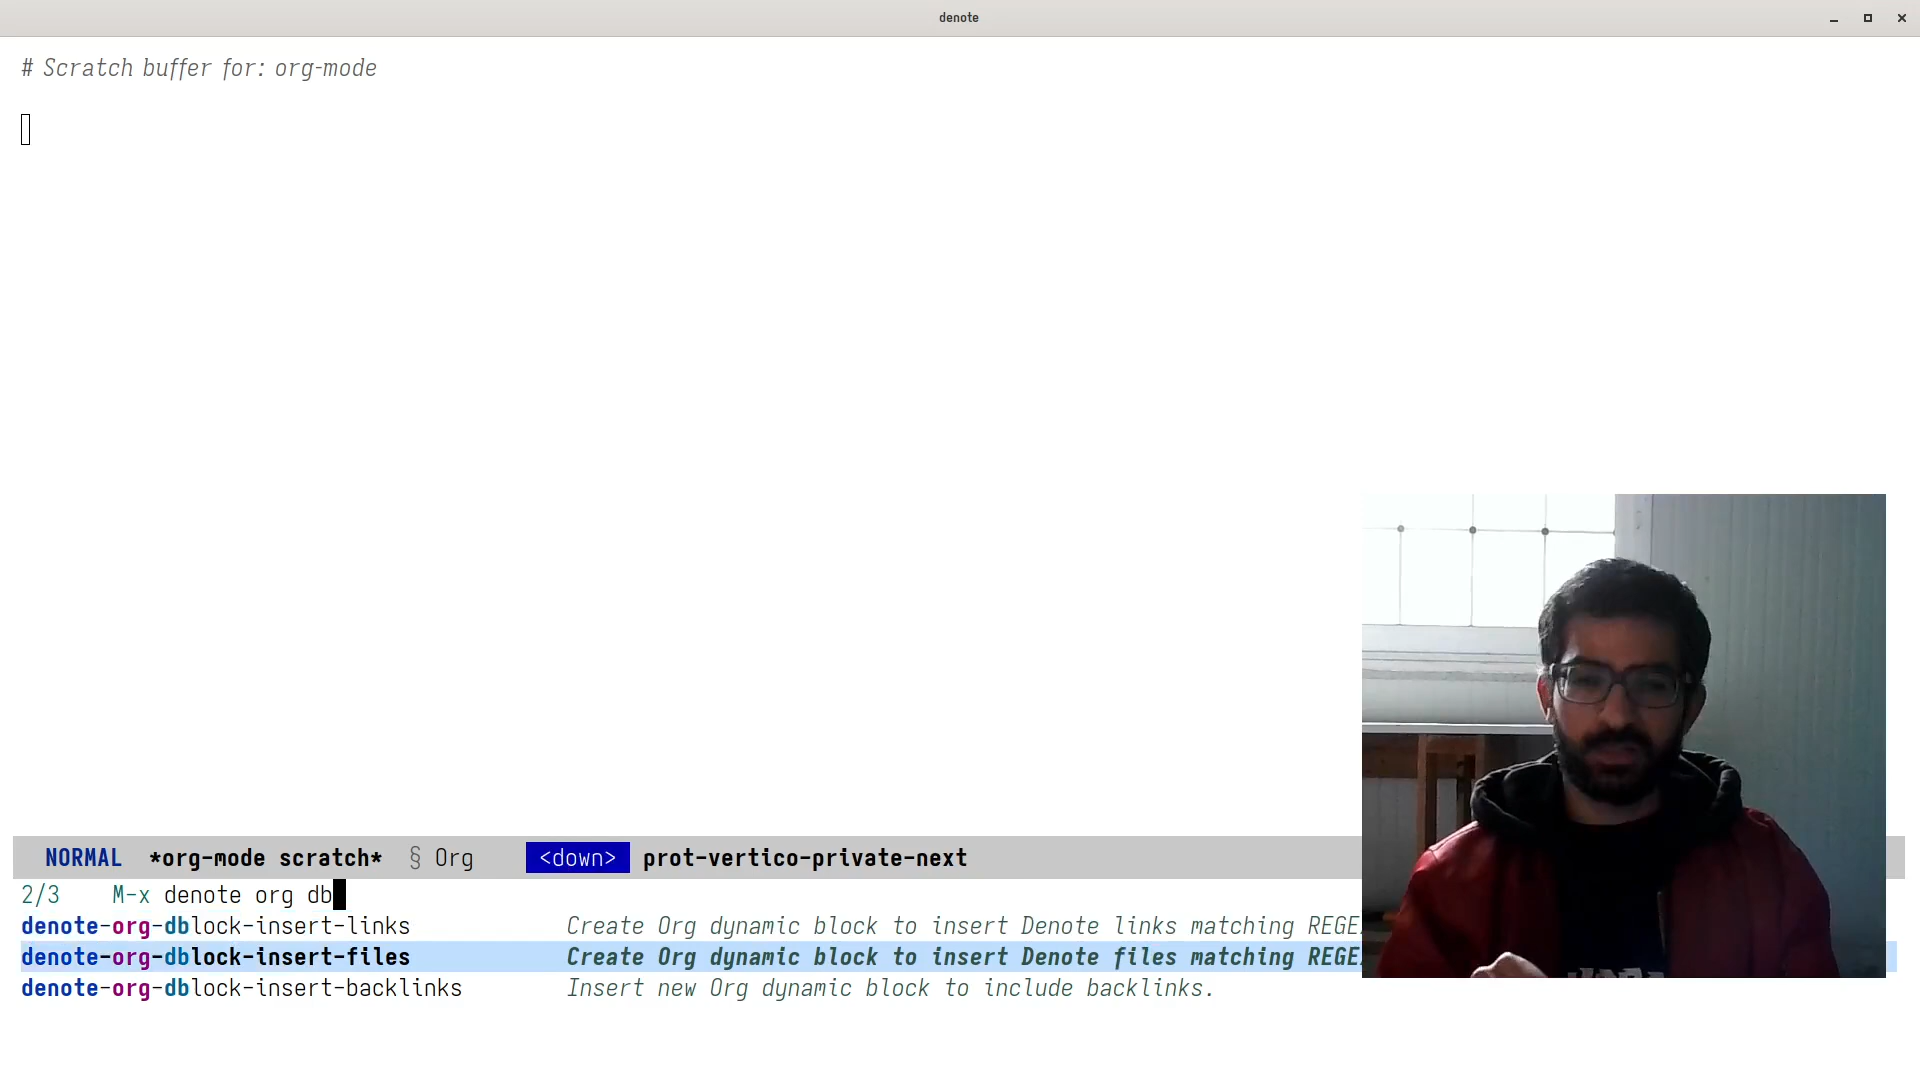 denote
# Scratch buffer for: org-mode
NORMAL *org-mode scratch* § Org <down> prot-vertico-private-next
2/3 M-x denote org db
denote-org-dblock-insert-links Create Org dynamic block to insert Denote links matching REGE
denote-org-dblock-insert-files Create Org dynamic block to insert Denote files matching REGE
denote-org-dblock-insert-backlinks Insert new Org dynamic block to include backlinks.